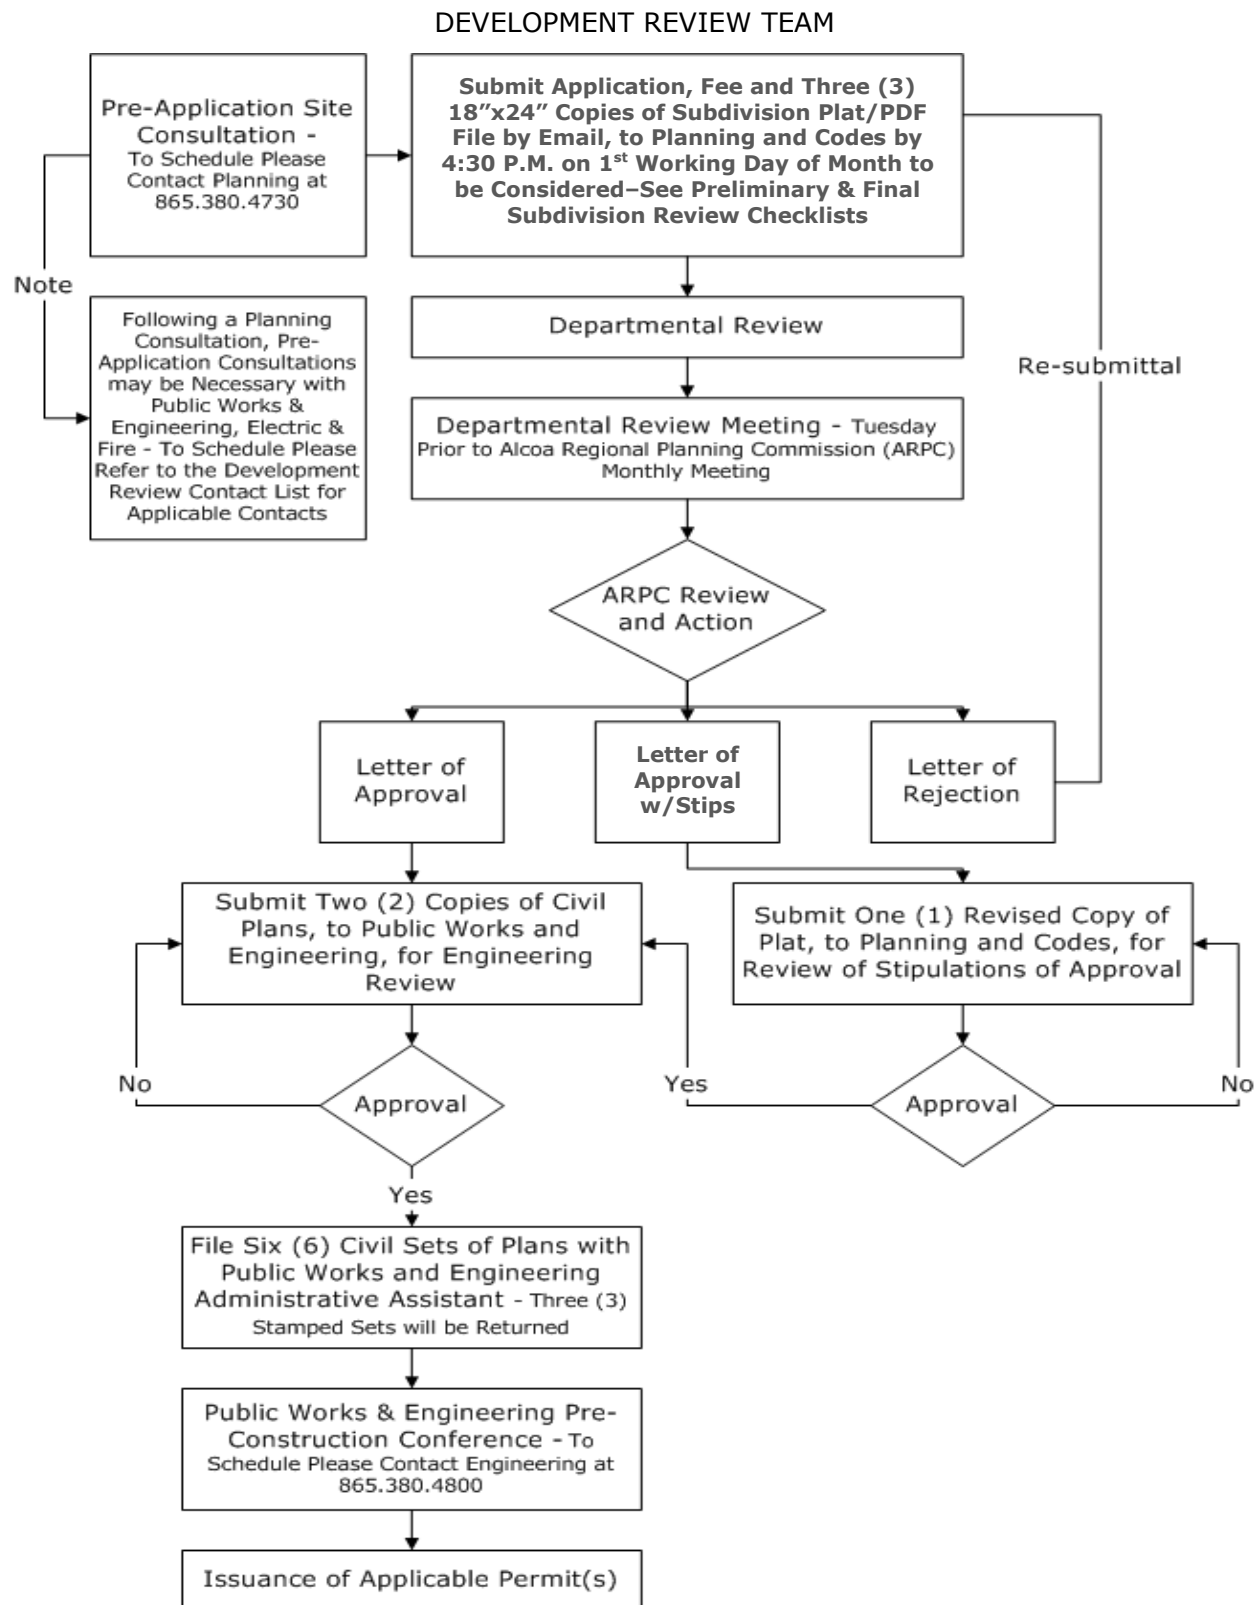 DEVELOPMENT REVIEW TEAM
Pre-Application Site
Consultation -
To Schedule Please
Contact Planning at
865.380.4730
Submit Application, Fee and Three (3)
18”x24” Copies of Subdivision Plat/PDF
File by Email, to Planning and Codes by
4:30 P.M. on 1st Working Day of Month to
be Considered–See Preliminary & Final
Subdivision Review Checklists
Note
Following a Planning
Consultation, Pre-
Application Consultations
may be Necessary with
Public Works &
Engineering, Electric &
Fire - To Schedule Please
Refer to the Development
Review Contact List for
Applicable Contacts
Departmental Review
Re-submittal
Departmental Review Meeting - Tuesday
Prior to Alcoa Regional Planning Commission (ARPC)
Monthly Meeting
ARPC Review
and Action
Letter of
Approval
Letter of
Approval
w/Stips
Letter of
Rejection
Submit Two (2) Copies of Civil
Plans, to Public Works and
Engineering, for Engineering
Review
Submit One (1) Revised Copy of
Plat, to Planning and Codes, for
Review of Stipulations of Approval
No
Approval
Yes
Approval
No
Yes
File Six (6) Civil Sets of Plans with
Public Works and Engineering
Administrative Assistant - Three (3)
Stamped Sets will be Returned
Public Works & Engineering Pre-
Construction Conference - To
Schedule Please Contact Engineering at
865.380.4800
Issuance of Applicable Permit(s)